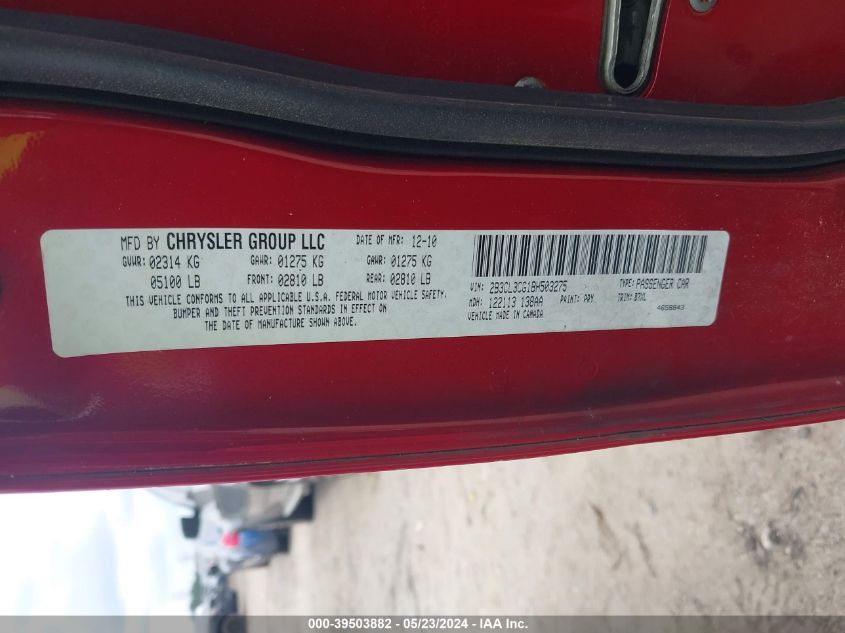 MFD BY CHRYSLER GROUP LLC DATE OF MFR: 12-10
GVWR: 02314 KG GAWR: 01275 KG GAWR: 01275 KG
05100 LB FRONT: 02810 LB REAR: 02810 LB
THIS VEHICLE CONFORMS TO ALL APPLICABLE U.S.A. FEDERAL MOTOR VEHICLE SAFETY,
BUMPER AND THEFT PREVENTION STANDARDS IN EFFECT ON
THE DATE OF MANUFACTURE SHOWN ABOVE.
VIN: 2B3CL3CG1BH503275 TYPE: PASSENGER CAR
MDH: 122113 138AA PAINT: PRY TRIM: B7XL
VEHICLE MADE IN CANADA 4658843
000-39503882 - 05/23/2024 - IAA Inc.